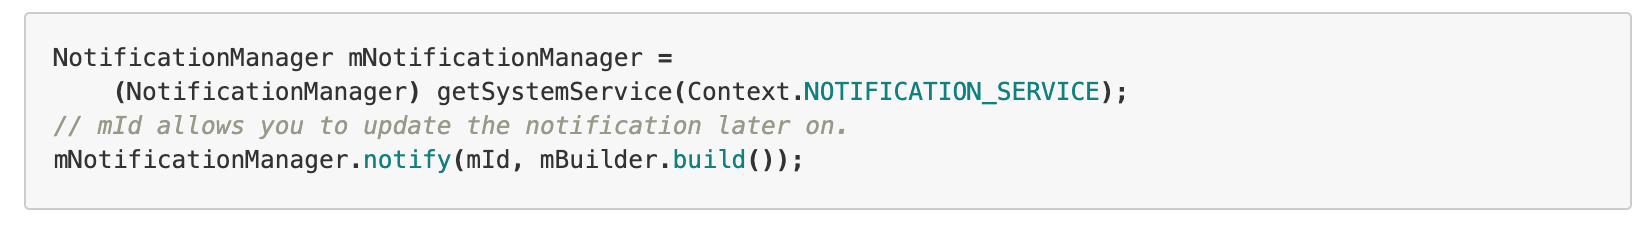 NotificationManager mNotificationManager =
    (NotificationManager) getSystemService(Context.NOTIFICATION_SERVICE);
// mId allows you to update the notification later on.
mNotificationManager.notify(mId, mBuilder.build());